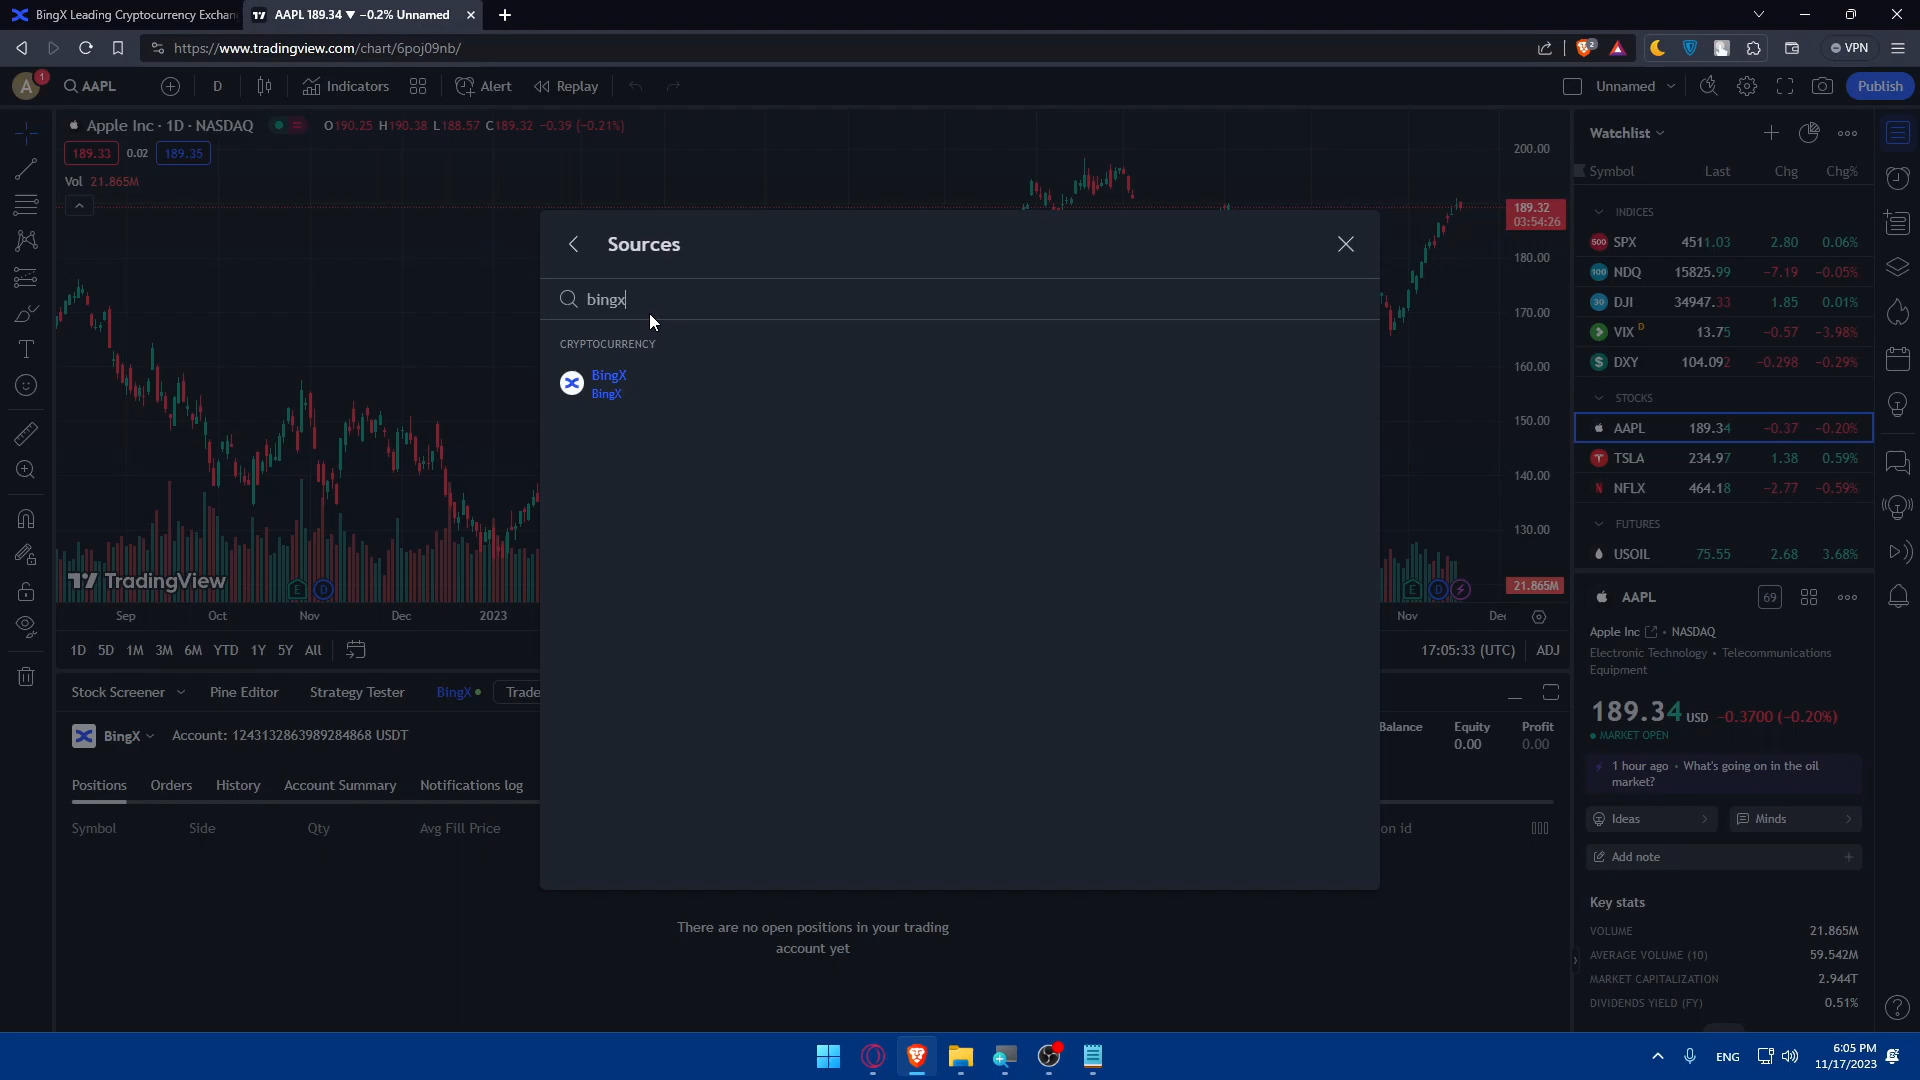 BingX Leading Cryptocurrency Exchan
AAPL 189.34 ▼ −0.2% Unnamed
https://www.tradingview.com/chart/6poj09nb/
2
VPN
A
1
AAPL
D
Indicators
Alert
Replay
Unnamed
Publish
Apple Inc · 1D · NASDAQ
O190.25 H190.38 L188.57 C189.32 −0.39 (−0.21%)
189.33
0.02
189.35
Vol 21.865M
Sources
bingx
CRYPTOCURRENCY
BingX
BingX
200.00
189.32
03:54:26
180.00
170.00
160.00
150.00
140.00
130.00
21.865M
TradingView
E
D
E
D
Sep
Oct
Nov
Dec
2023
Nov
Dec
1D 5D 1M 3M 6M YTD 1Y 5Y All
17:05:33 (UTC)
ADJ
Stock Screener
Pine Editor
Strategy Tester
BingX
Trade
BingX
Account: 1243132863989284868 USDT
Balance
Equity
Profit
0.00
0.00
Positions
Orders
History
Account Summary
Notifications log
Symbol
Side
Qty
Avg Fill Price
on id
There are no open positions in your trading
account yet
Watchlist
Symbol
Last
Chg
Chg%
INDICES
500 SPX 4511.03 2.80 0.06%
100 NDQ 15825.99 −7.19 −0.05%
30 DJI 34947.33 1.85 0.01%
VIX D 13.75 −0.57 −3.98%
DXY 104.092 −0.298 −0.29%
STOCKS
AAPL 189.34 −0.37 −0.20%
TSLA 234.97 1.38 0.59%
NFLX 464.18 −2.77 −0.59%
FUTURES
USOIL 75.55 2.68 3.68%
AAPL
69
Apple Inc • NASDAQ
Electronic Technology • Telecommunications
Equipment
189.34 USD −0.3700 (−0.20%)
MARKET OPEN
1 hour ago • What's going on in the oil
market?
Ideas
Minds
Add note
Key stats
VOLUME 21.865M
AVERAGE VOLUME (10) 59.542M
MARKET CAPITALIZATION 2.944T
DIVIDENDS YIELD (FY) 0.51%
ENG
6:05 PM
11/17/2023